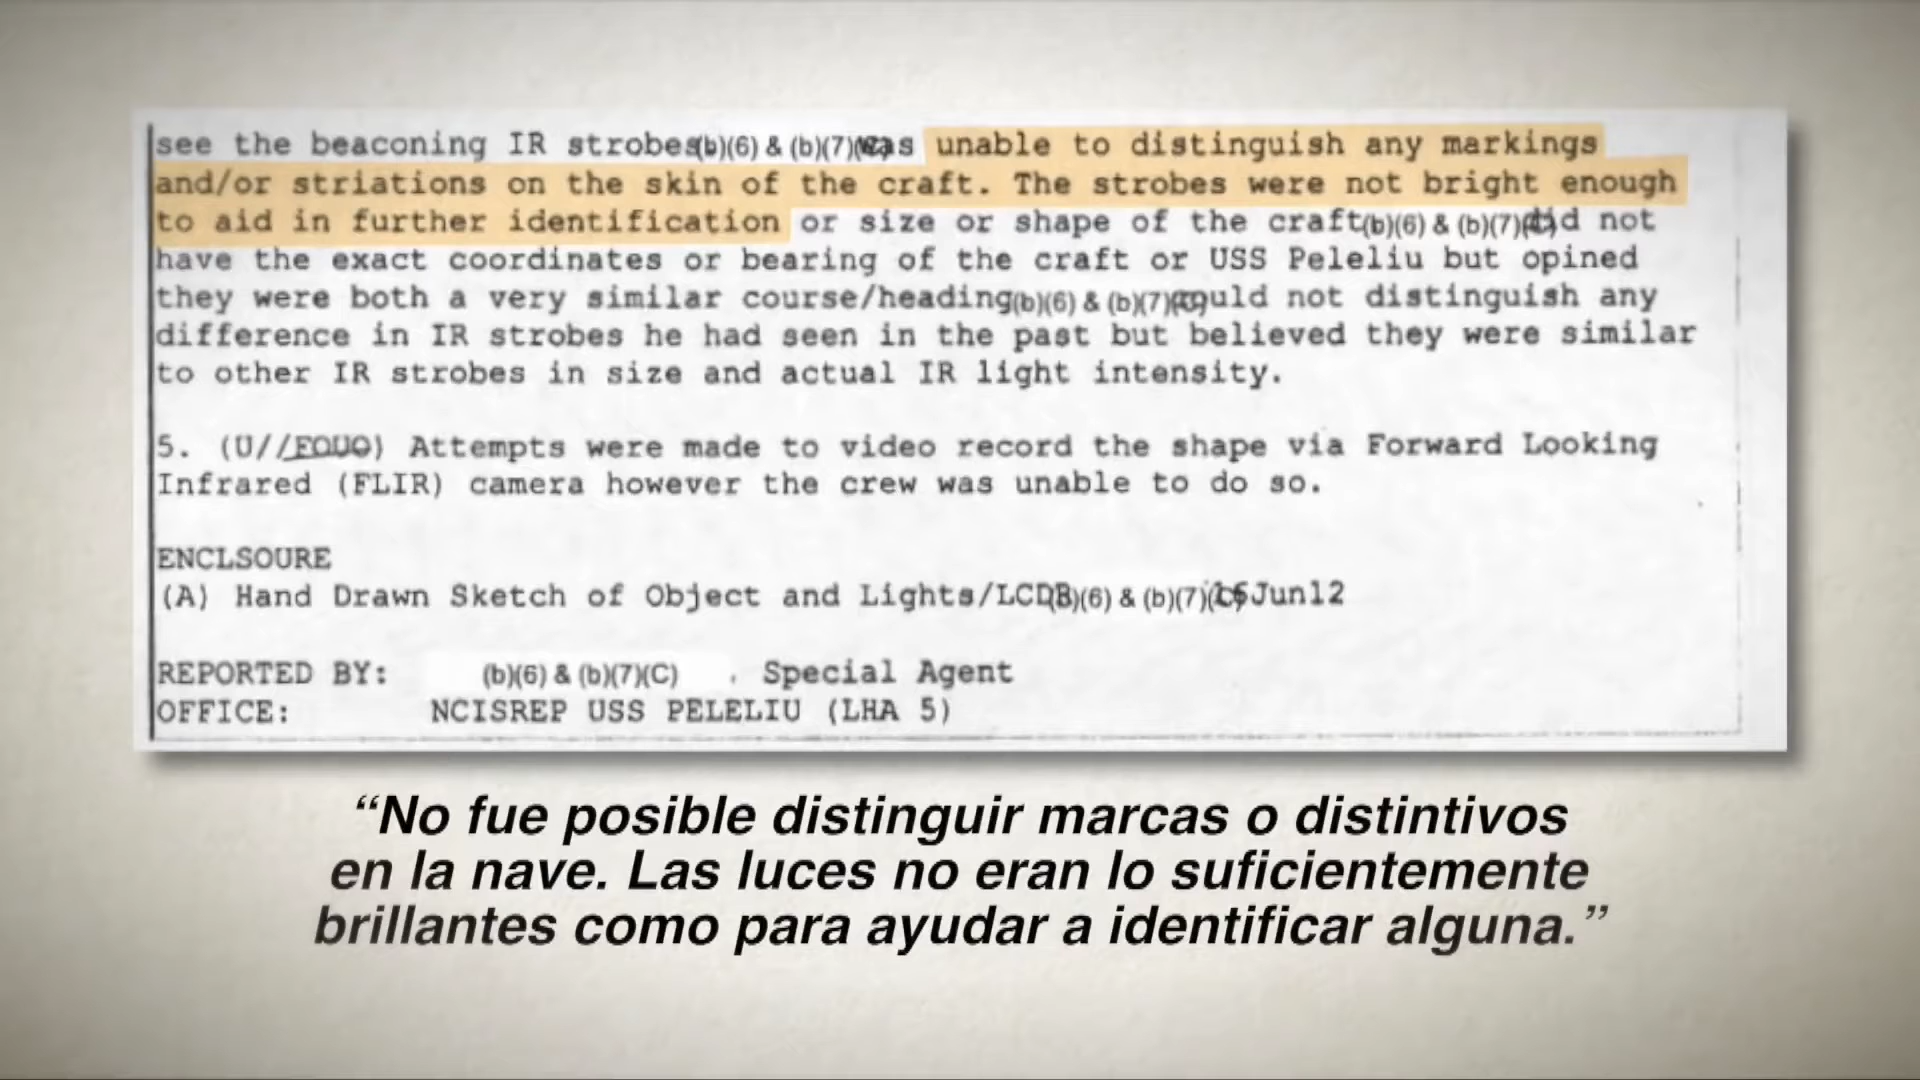 see the beaconing IR strobes(b)(6) & (b)(7)(C)was unable to distinguish any markings
and/or striations on the skin of the craft. The strobes were not bright enough
to aid in further identification or size or shape of the craft(b)(6) & (b)(7)(C)did not
have the exact coordinates or bearing of the craft or USS Peleliu but opined
they were both a very similar course/heading(b)(6) & (b)(7)(C)could not distinguish any
difference in IR strobes he had seen in the past but believed they were similar
to other IR strobes in size and actual IR light intensity.
5. (U//FOUO) Attempts were made to video record the shape via Forward Looking
Infrared (FLIR) camera however the crew was unable to do so.
ENCLSOURE
(A) Hand Drawn Sketch of Object and Lights/LCDR(b)(6) & (b)(7)(C)16Jun12
REPORTED BY: (b)(6) & (b)(7)(C), Special Agent
OFFICE: NCISREP USS PELELIU (LHA 5)
“No fue posible distinguir marcas o distintivos
en la nave. Las luces no eran lo suficientemente
brillantes como para ayudar a identificar alguna.”